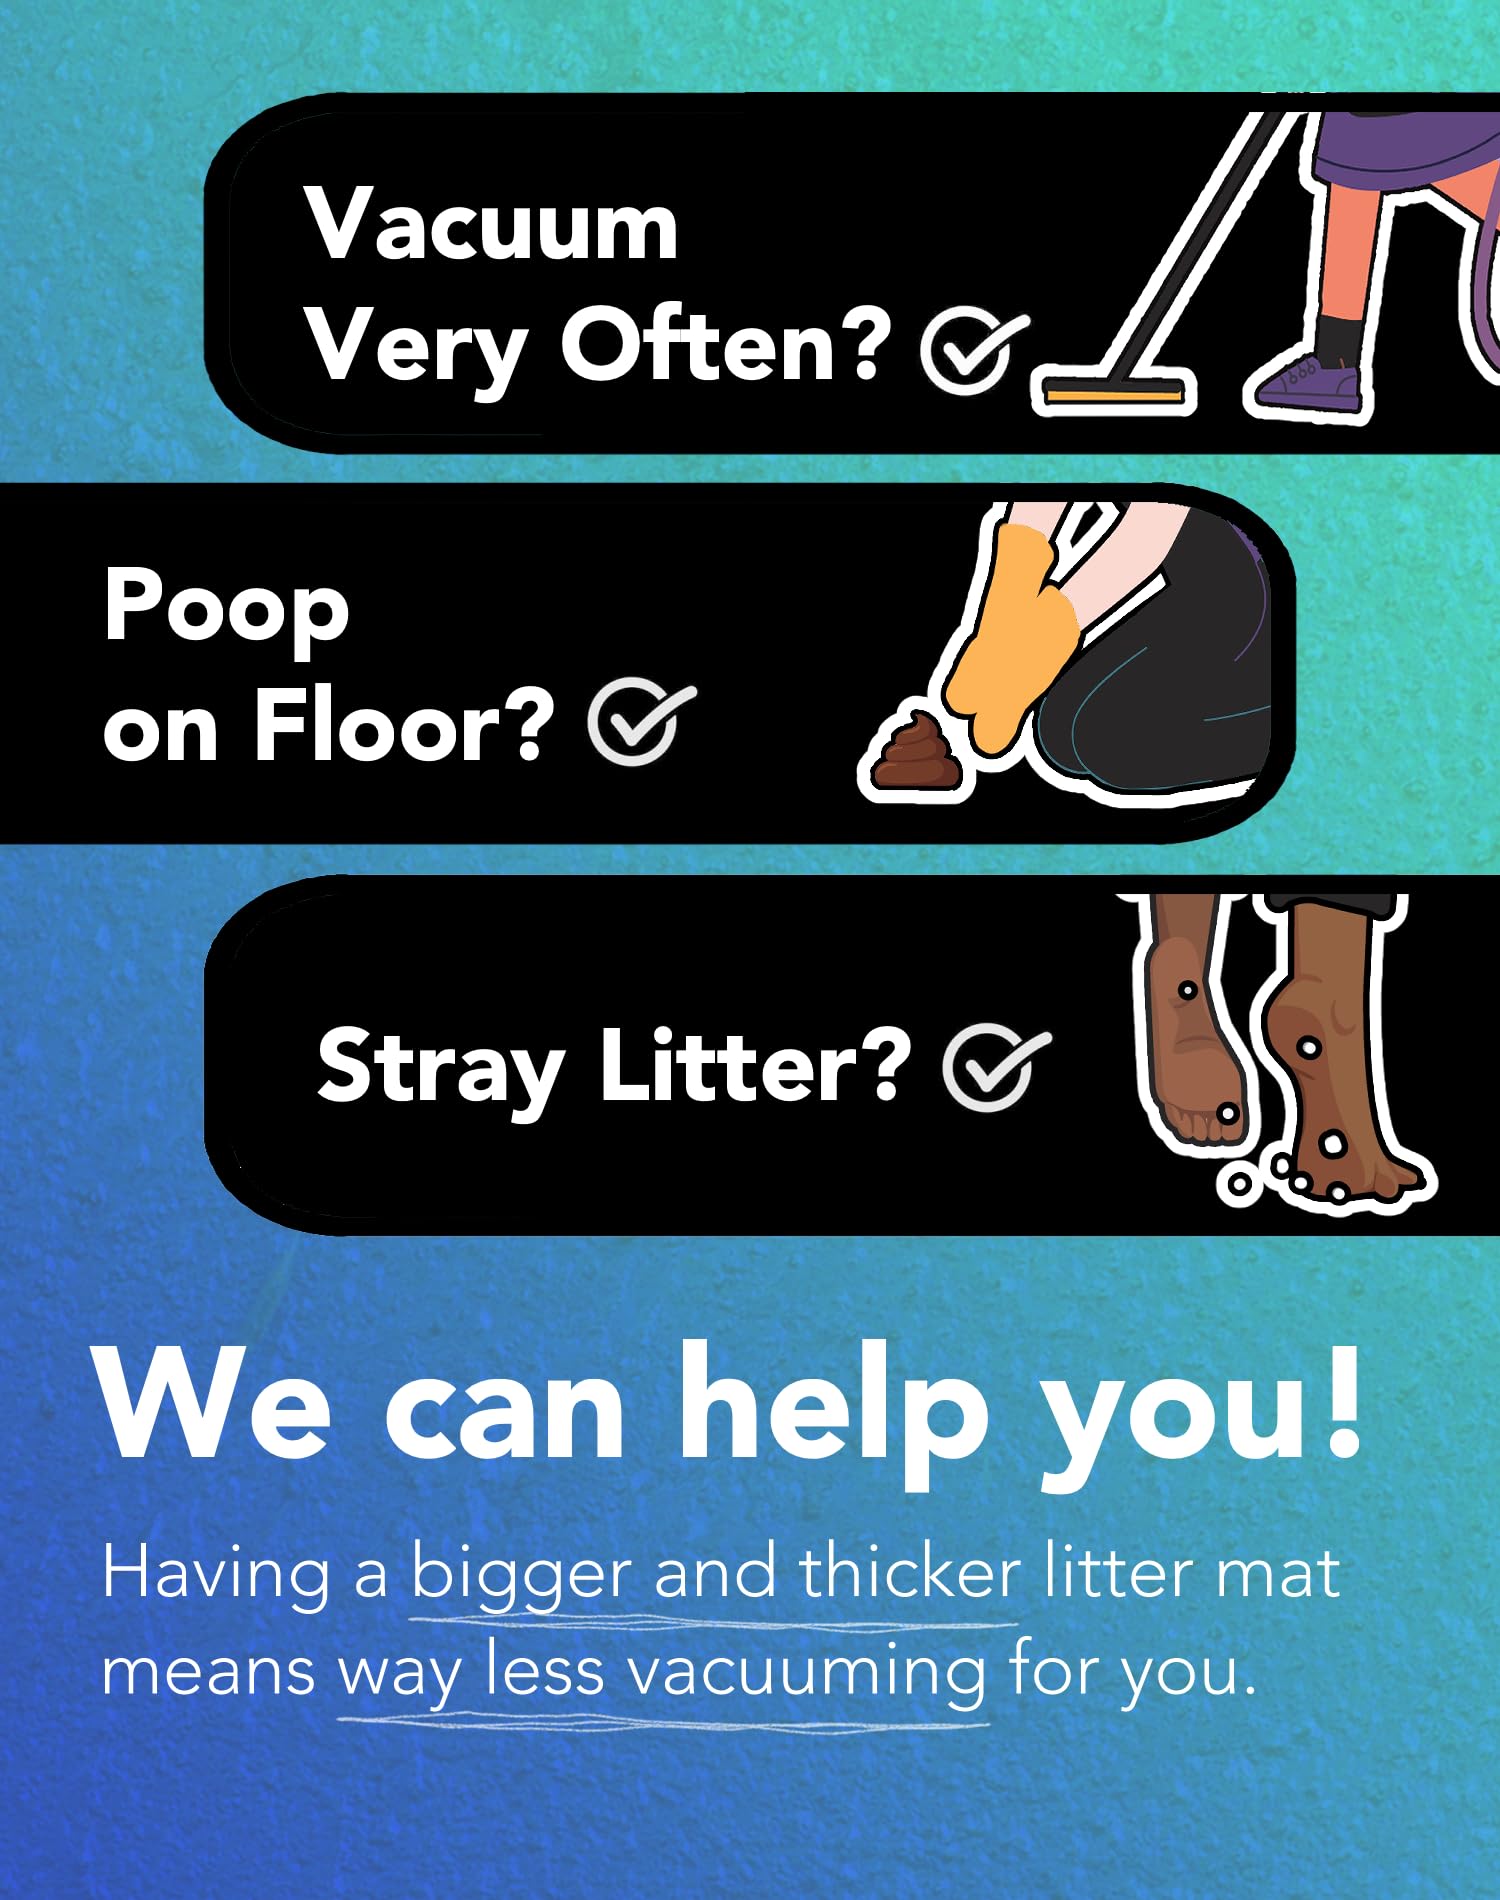 Vacuum
Very Often?
Poop
on Floor?
Stray Litter?
We can help you!
Having a bigger and thicker litter mat
means way less vacuuming for you.